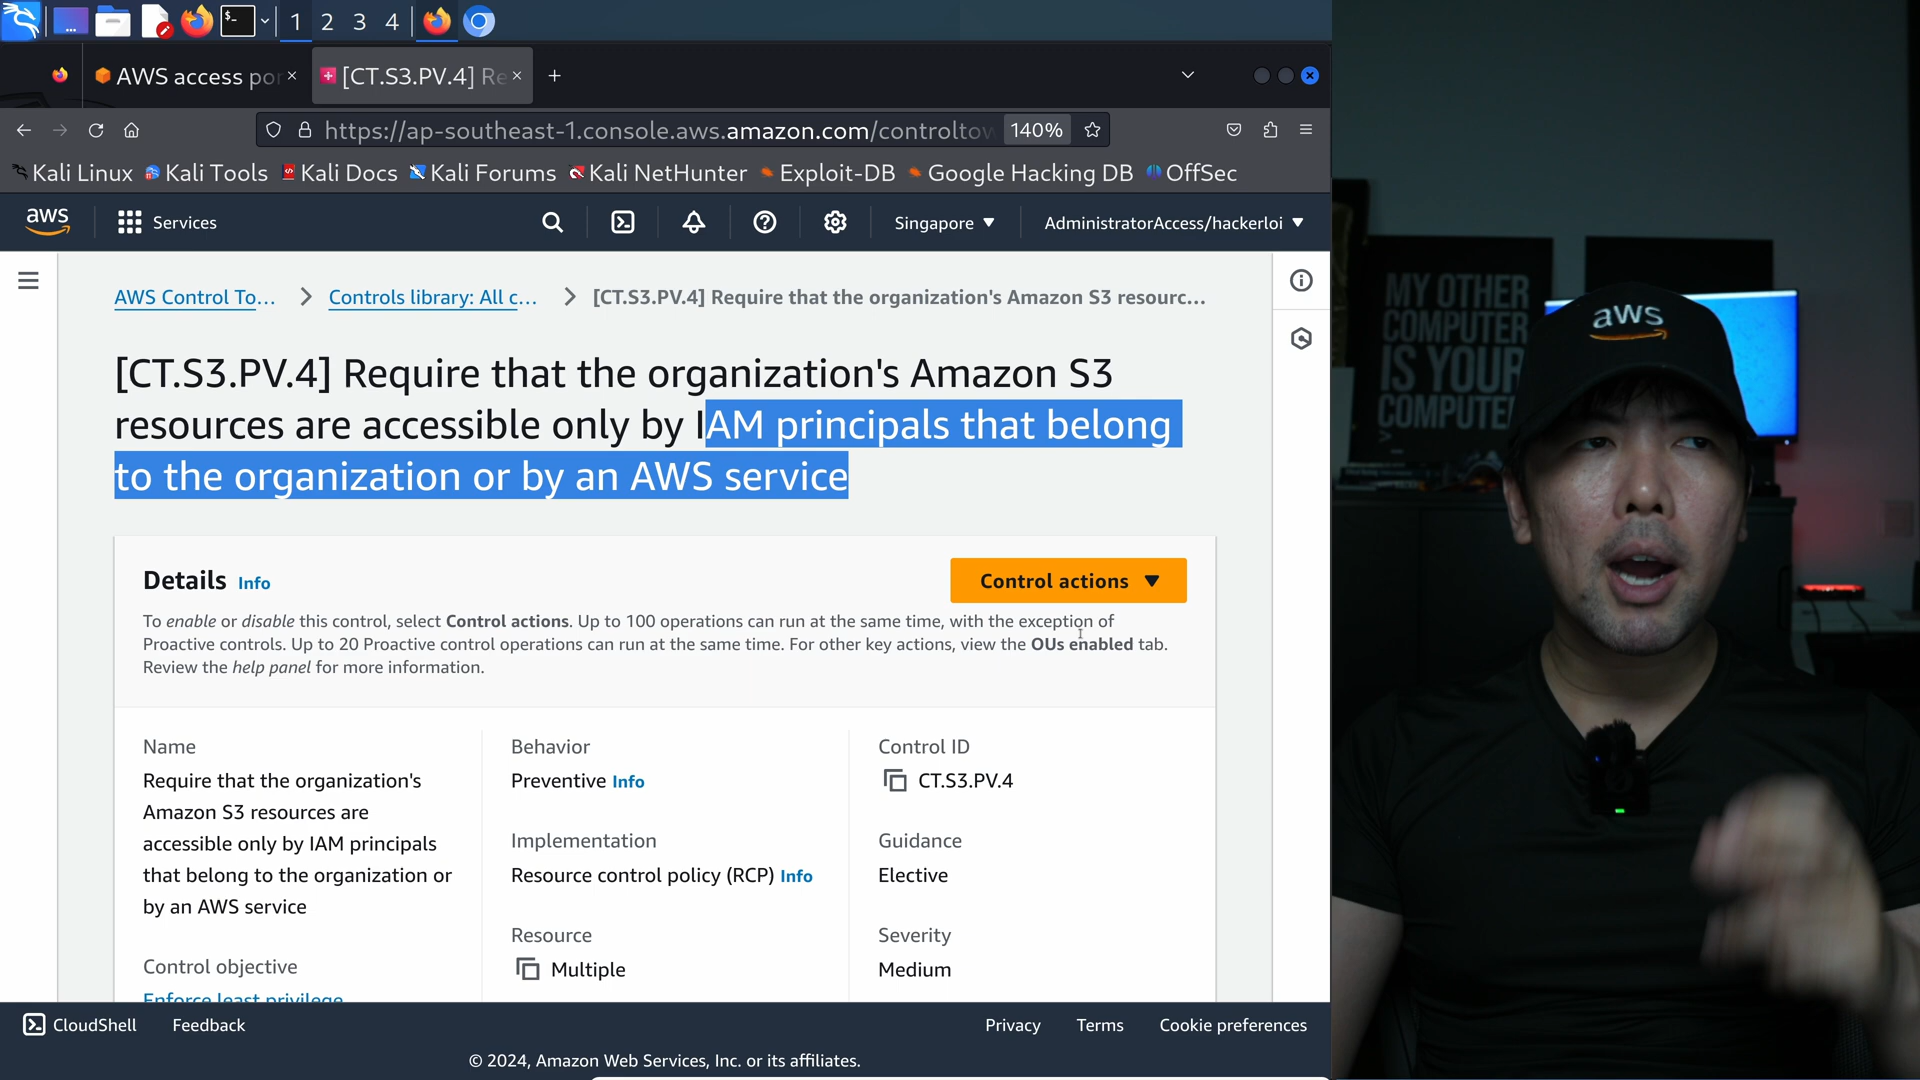 1 2 3 4
AWS access po
[CT.S3.PV.4] Re
https://ap-southeast-1.console.aws.amazon.com/controltow
140%
Kali Linux Kali Tools Kali Docs Kali Forums Kali NetHunter Exploit-DB Google Hacking DB OffSec
aws Services Singapore AdministratorAccess/hackerloi
AWS Control To... Controls library: All c... [CT.S3.PV.4] Require that the organization's Amazon S3 resourc...
[CT.S3.PV.4] Require that the organization's Amazon S3
resources are accessible only by IAM principals that belong
to the organization or by an AWS service
Details Info
Control actions
To enable or disable this control, select Control actions. Up to 100 operations can run at the same time, with the exception of
Proactive controls. Up to 20 Proactive control operations can run at the same time. For other key actions, view the OUs enabled tab.
Review the help panel for more information.
Name
Require that the organization's
Amazon S3 resources are
accessible only by IAM principals
that belong to the organization or
by an AWS service
Control objective
Enforce least privilege
Behavior
Preventive Info
Implementation
Resource control policy (RCP) Info
Resource
Multiple
Control ID
CT.S3.PV.4
Guidance
Elective
Severity
Medium
CloudShell Feedback Privacy Terms Cookie preferences
© 2024, Amazon Web Services, Inc. or its affiliates.
MY OTHER
COMPUTER
IS YOUR
COMPUTE
aws